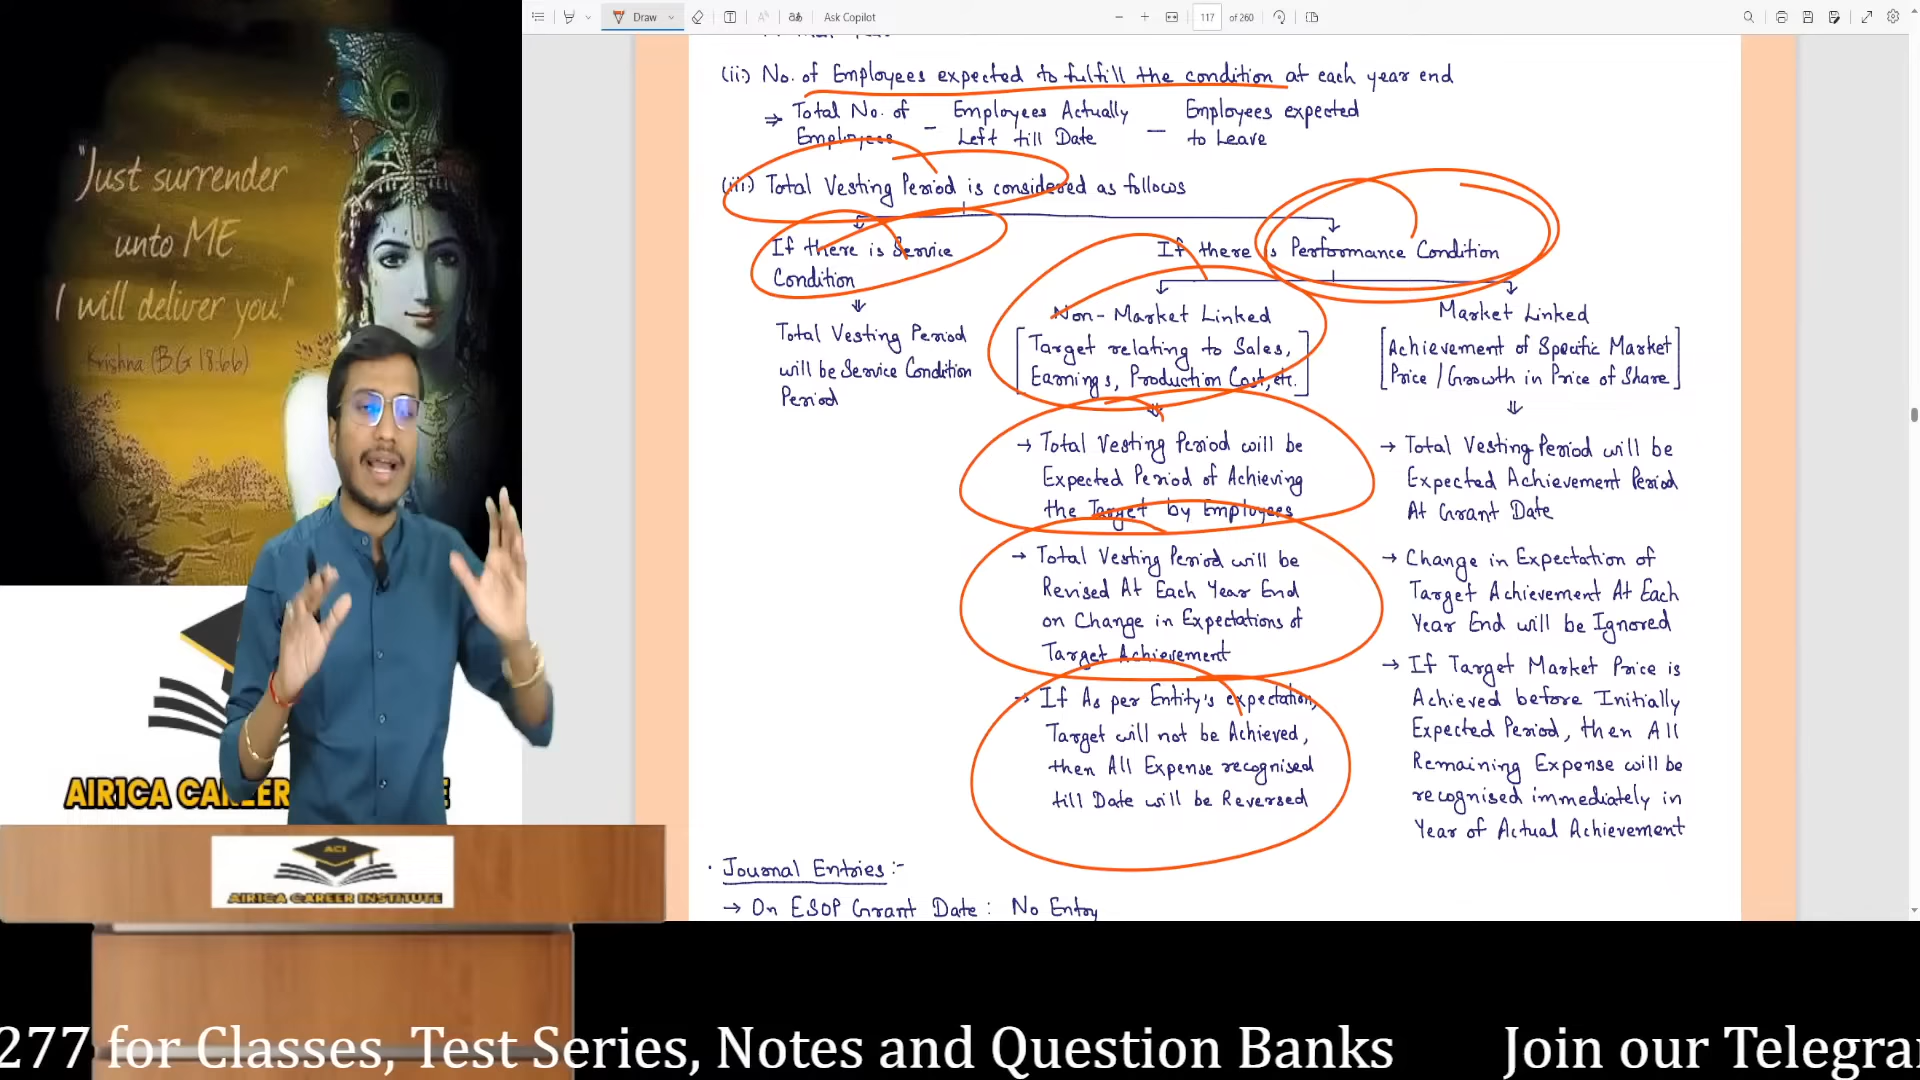 Draw
Ask Copilot
117 of 260
(ii) No. of Employees expected to fulfill the condition at each year end
⇒ Total No. of Employees – Employees Actually Left till Date – Employees expected to Leave
(iii) Total Vesting Period is considered as follows
If there is Service Condition
⇓
Total Vesting Period
will be Service Condition
Period
If there is Performance Condition
Non-Market Linked
[Target relating to Sales,
Earnings, Production Cost, etc.]
→ Total Vesting Period will be
Expected Period of Achieving
the Target by Employees
→ Total Vesting Period will be
Revised At Each Year End
on Change in Expectations of
Target Achievement
→ If As per Entity's expectation,
Target will not be Achieved,
then All Expense recognised
till Date will be Reversed
Market Linked
[Achievement of Specific Market
Price / Growth in Price of Share]
⇓
→ Total Vesting Period will be
Expected Achievement Period
At Grant Date
→ Change in Expectation of
Target Achievement At Each
Year End will be Ignored
→ If Target Market Price is
Achieved before Initially
Expected Period, then All
Remaining Expense will be
recognised immediately in
Year of Actual Achievement
· Journal Entries :-
→ On ESOP Grant Date : No Entry
"Just surrender
unto ME
I will deliver you!"
- Krishna (B.G 18:66)
AIR1CA CAREER
ACI
AIR1CA CAREER INSTITUTE
277 for Classes, Test Series, Notes and Question Banks
Join our Telegra